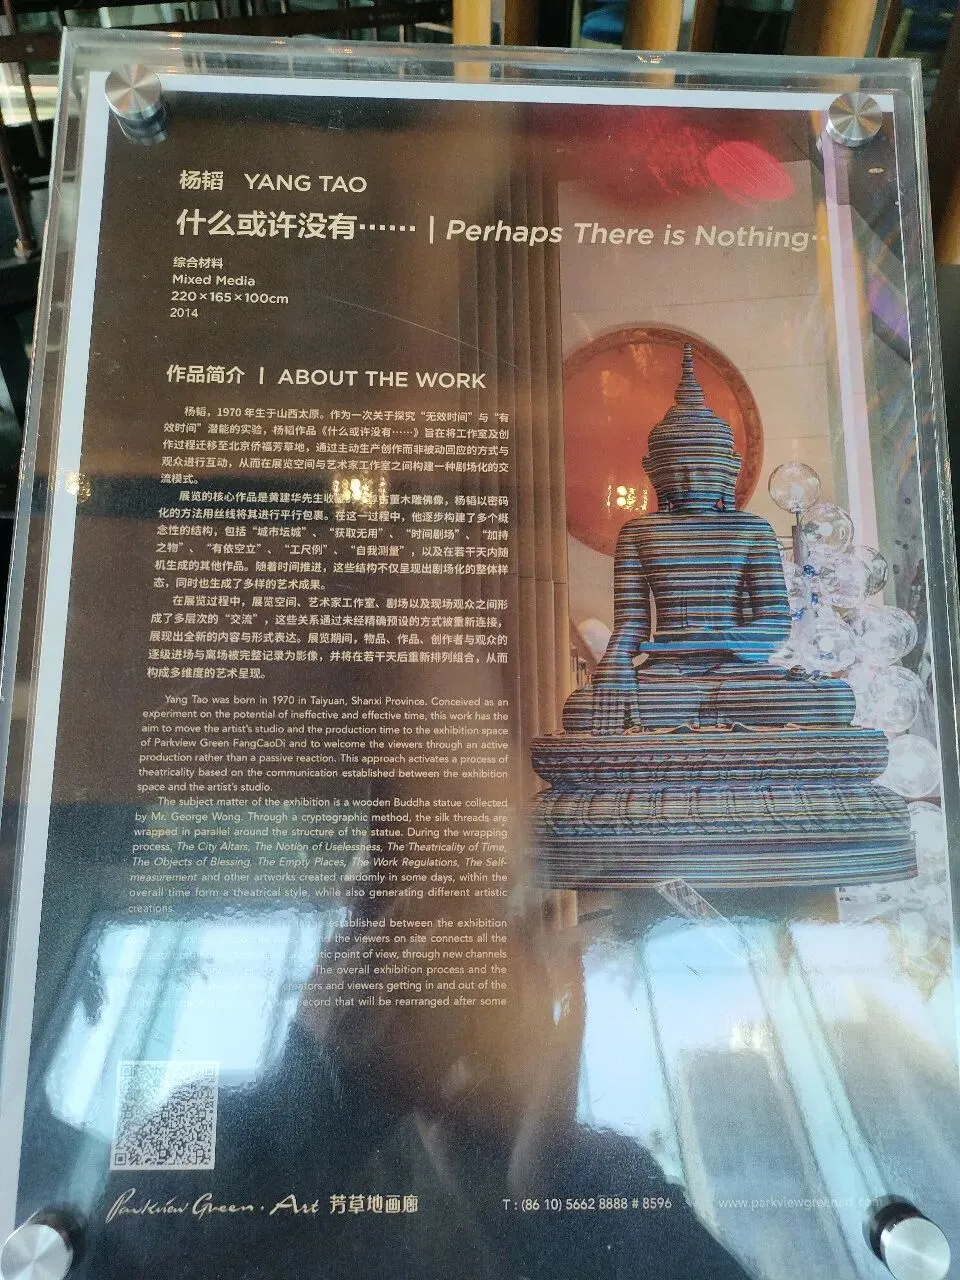 杨韬 YANG TAO
什么或许没有…… | Perhaps There is Nothing··
综合材料
Mixed Media
220×165×100cm
2014
作品简介 | ABOUT THE WORK
杨韬，1970 年生于山西太原。作为一次关于探究“无效时间”与“有
效时间”潜能的实验，杨韬作品《什么或许没有……》旨在将工作室及创
作过程迁移至北京侨福芳草地，通过主动生产创作而非被动回应的方式与
观众进行互动，从而在展览空间与艺术家工作室之间构建一种剧场化的交
流模式。
展览的核心作品是黄建华先生收 古董木雕佛像，杨韬以密码
化的方法用丝线将其进行平行包裹。在这一过程中，他逐步构建了多个概
念性的结构，包括“城市坛城”、“获取无用”、“时间剧场”、“加持
之物”、“有依空立”、“工尺例”、“自我测量”，以及在若干天内随
机生成的其他作品。随着时间推进，这些结构不仅呈现出剧场化的整体样
态，同时也生成了多样的艺术成果。
在展览过程中，展览空间、艺术家工作室、剧场以及现场观众之间形
成了多层次的“交流”，这些关系通过未经精确预设的方式被重新连接，
展现出全新的内容与形式表达。展览期间，物品、作品、创作者与观众的
逐级进场与离场被完整记录为影像，并将在若干天后重新排列组合，从而
构成多维度的艺术呈现。
Yang Tao was born in 1970 in Taiyuan, Shanxi Province. Conceived as an
experiment on the potential of ineffective and effective time, this work has the
aim to move the artist's studio and the production time to the exhibition space
of Parkview Green FangCaoDi and to welcome the viewers through an active
production rather than a passive reaction. This approach activates a process of
theatricality based on the communication established between the exhibition
space and the artist's studio.
The subject matter of the exhibition is a wooden Buddha statue collected
by Mr. George Wong. Through a cryptographic method, the silk threads are
wrapped in parallel around the structure of the statue. During the wrapping
process, The City Altars, The Notion of Uselessness, The Theatricality of Time,
The Objects of Blessing, The Empty Places, The Work Regulations, The Self-
measurement and other artworks created randomly in some days, within the
overall time form a theatrical style, while also generating different artistic
creations.
established between the exhibition
the viewers on site connects all the
point of view, through new channels
The overall exhibition process and the
creators and viewers getting in and out of the
record that will be rearranged after some
Parkview Green · Art 芳草地画廊
T : (86 10) 5662 8888 # 8596
www.parkviewgreenart.com